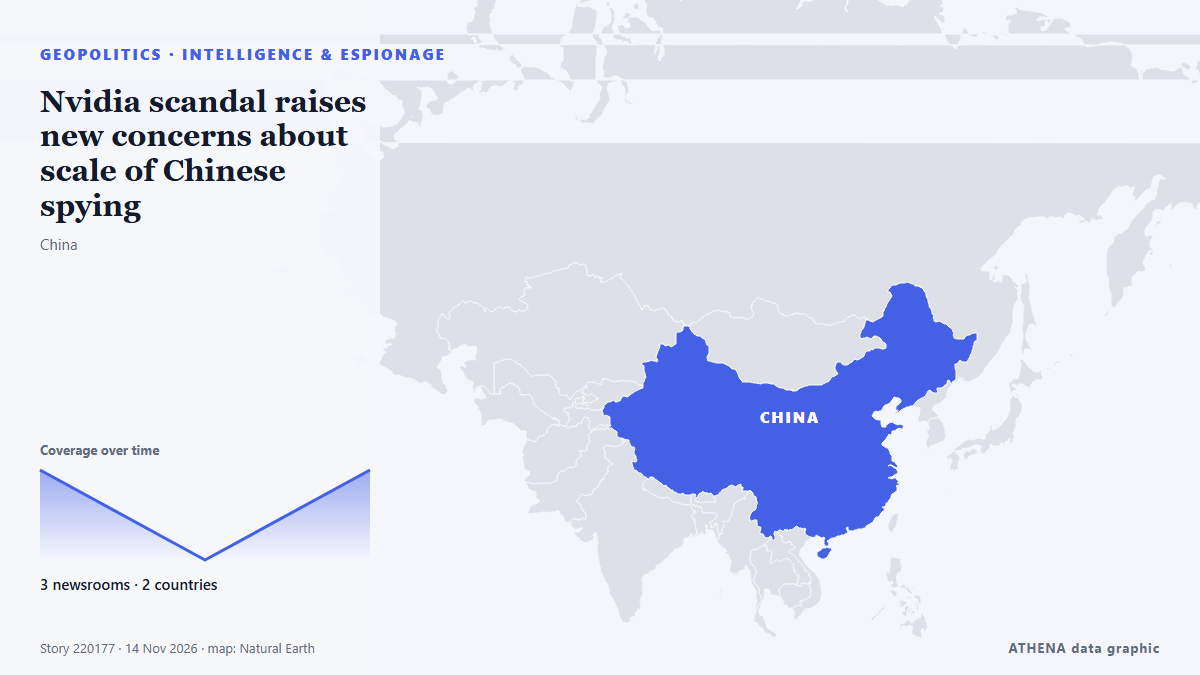 GEOPOLITICS · INTELLIGENCE & ESPIONAGE
Nvidia scandal raises
new concerns about
scale of Chinese
spying
China
CHINA
Coverage over time
3 newsrooms · 2 countries
Story 220177 · 14 Nov 2026 · map: Natural Earth
ATHENA data graphic